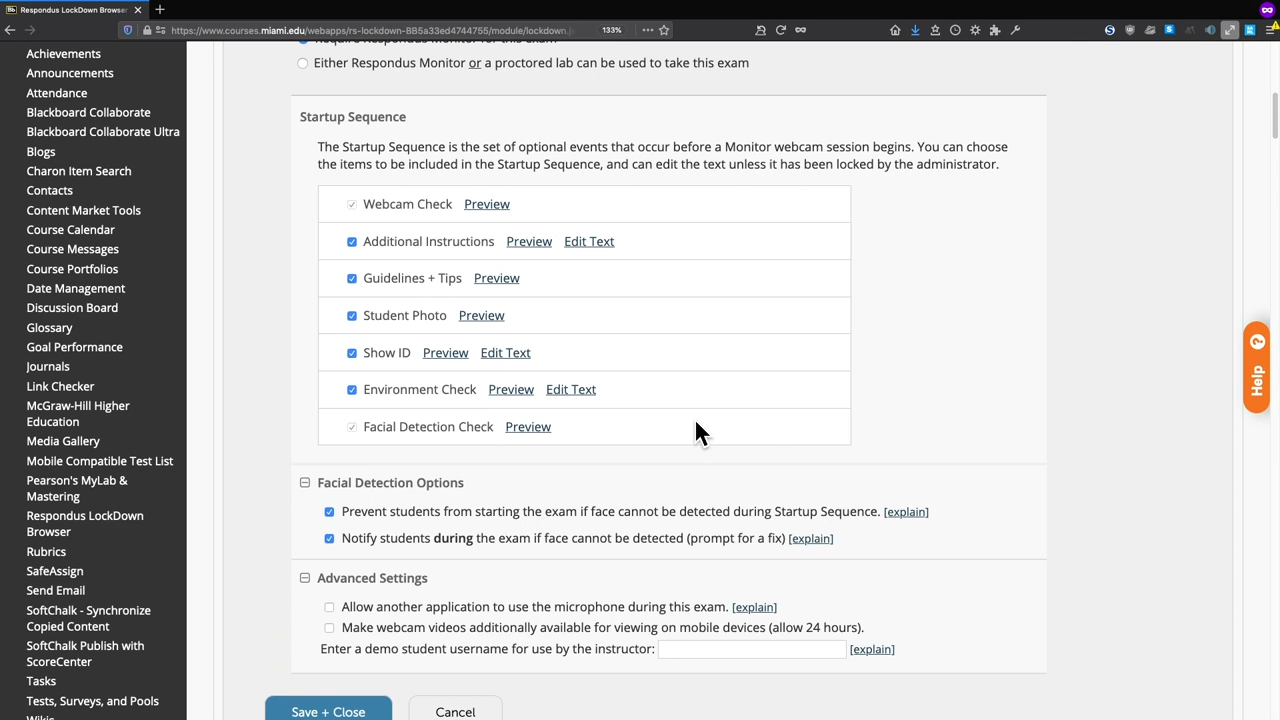 Respondus LockDown Browser
https://www.courses.miami.edu/webapps/rs-lockdown-BB5a33ed4744755/module/lockdown.
133%
Achievements
Announcements
Attendance
Blackboard Collaborate
Blackboard Collaborate Ultra
Blogs
Charon Item Search
Contacts
Content Market Tools
Course Calendar
Course Messages
Course Portfolios
Date Management
Discussion Board
Glossary
Goal Performance
Journals
Link Checker
McGraw-Hill Higher
Education
Media Gallery
Mobile Compatible Test List
Pearson's MyLab &
Mastering
Respondus LockDown
Browser
Rubrics
SafeAssign
Send Email
SoftChalk - Synchronize
Copied Content
SoftChalk Publish with
ScoreCenter
Tasks
Tests, Surveys, and Pools
Wikis
Require Respondus Monitor for this exam
Either Respondus Monitor or a proctored lab can be used to take this exam
Startup Sequence
The Startup Sequence is the set of optional events that occur before a Monitor webcam session begins. You can choose
the items to be included in the Startup Sequence, and can edit the text unless it has been locked by the administrator.
Webcam Check Preview
Additional Instructions Preview Edit Text
Guidelines + Tips Preview
Student Photo Preview
Show ID Preview Edit Text
Environment Check Preview Edit Text
Facial Detection Check Preview
Facial Detection Options
Prevent students from starting the exam if face cannot be detected during Startup Sequence. [explain]
Notify students during the exam if face cannot be detected (prompt for a fix) [explain]
Advanced Settings
Allow another application to use the microphone during this exam. [explain]
Make webcam videos additionally available for viewing on mobile devices (allow 24 hours).
Enter a demo student username for use by the instructor: [explain]
Save + Close Cancel
Help ?